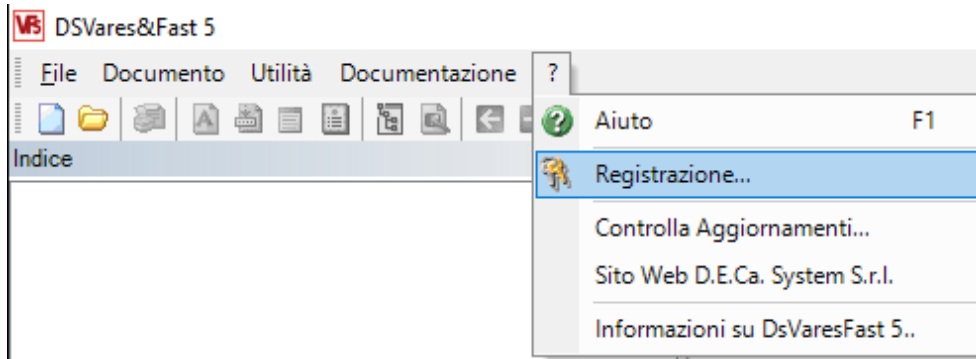 VFs DSVares&Fast 5
File Documento Utilità Documentazione ?
Aiuto F1
Indice
Registrazione...
Controlla Aggiornamenti...
Sito Web D.E.Ca. System S.r.l.
Informazioni su DsVaresFast 5..